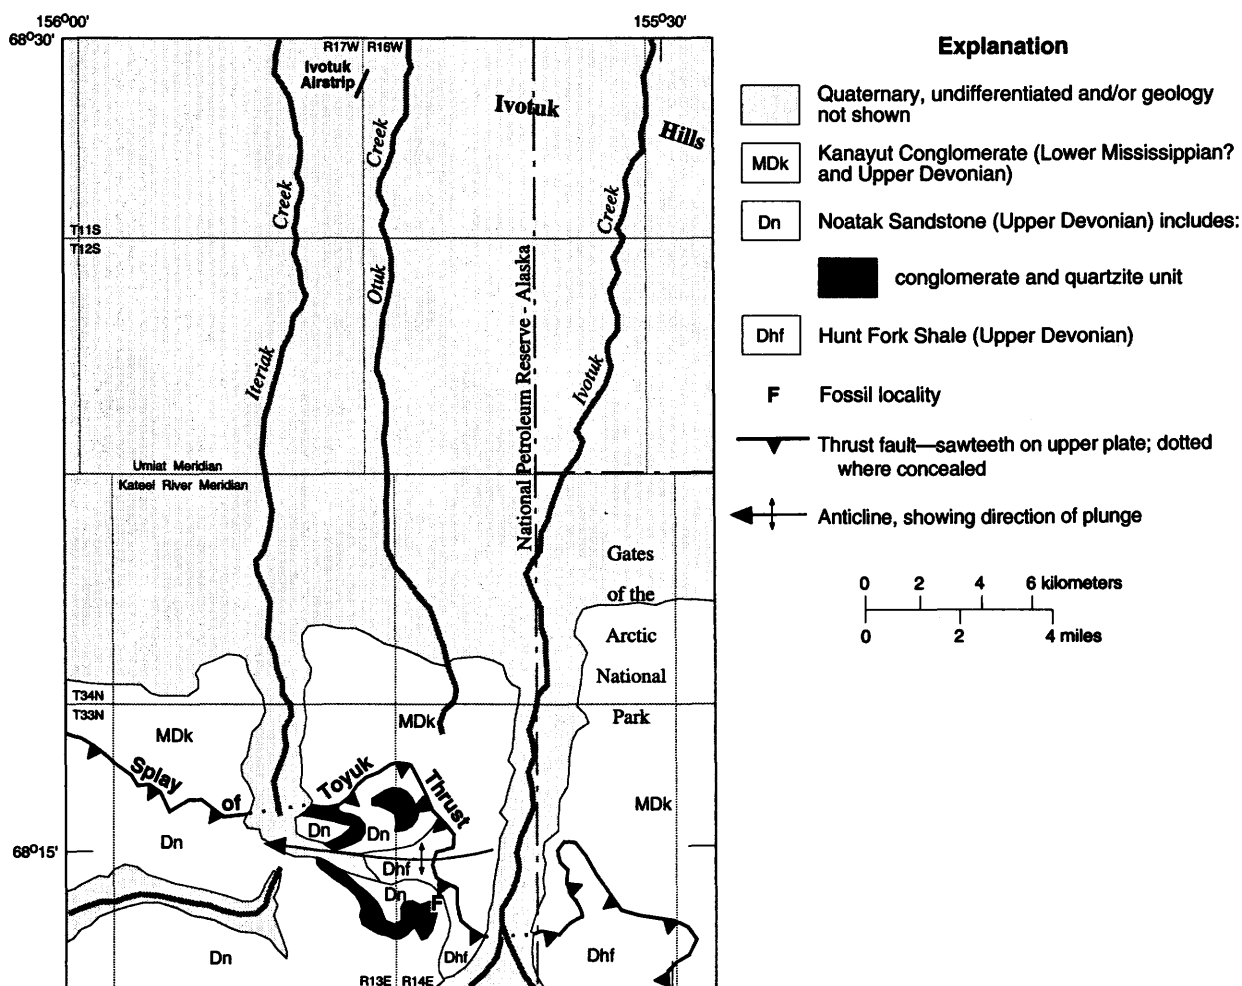 156°00'
155°30'
68°30'
R17W R16W
Ivotuk
Airstrip
Ivotuk
Hills
Creek
Creek
Creek
T11S
T12S
Otuk
National Petroleum Reserve - Alaska
Iteriak
Ivotuk
Umiat Meridian
Kateel River Meridian
Gates
of the
Arctic
National
Park
T34N
T33N
MDk
MDk
Splay
of
Toyuk
Thrust
MDk
Dn
Dn
Dn
68°15'
Dhf
Dn
F
Dn
Dhf
Dhf
R13E R14E
Explanation
Quaternary, undifferentiated and/or geology
not shown
MDk
Kanayut Conglomerate (Lower Mississippian?
and Upper Devonian)
Dn
Noatak Sandstone (Upper Devonian) includes:
conglomerate and quartzite unit
Dhf
Hunt Fork Shale (Upper Devonian)
F
Fossil locality
Thrust fault—sawteeth on upper plate; dotted
where concealed
Anticline, showing direction of plunge
0 2 4 6 kilometers
0 2 4 miles